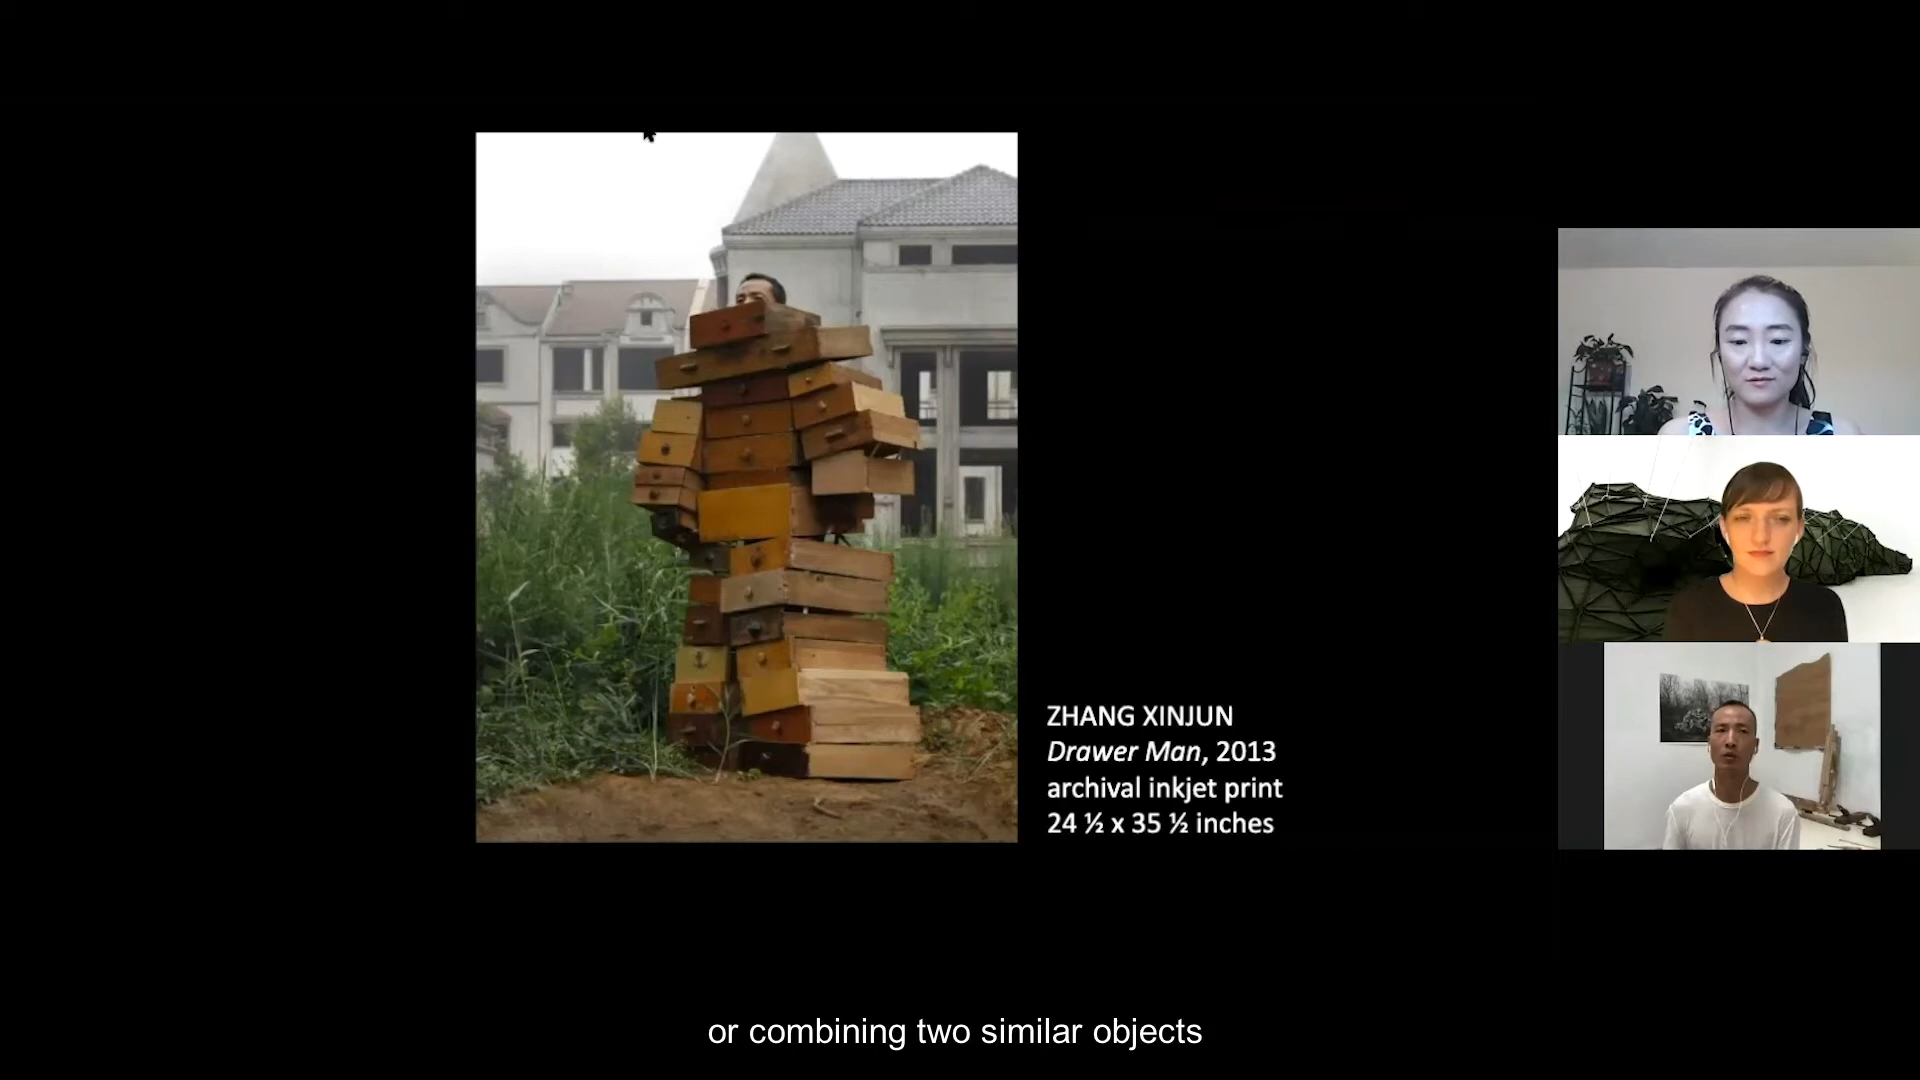 ZHANG XINJUN
Drawer Man, 2013
archival inkjet print
24 ½ x 35 ½ inches
or combining two similar objects